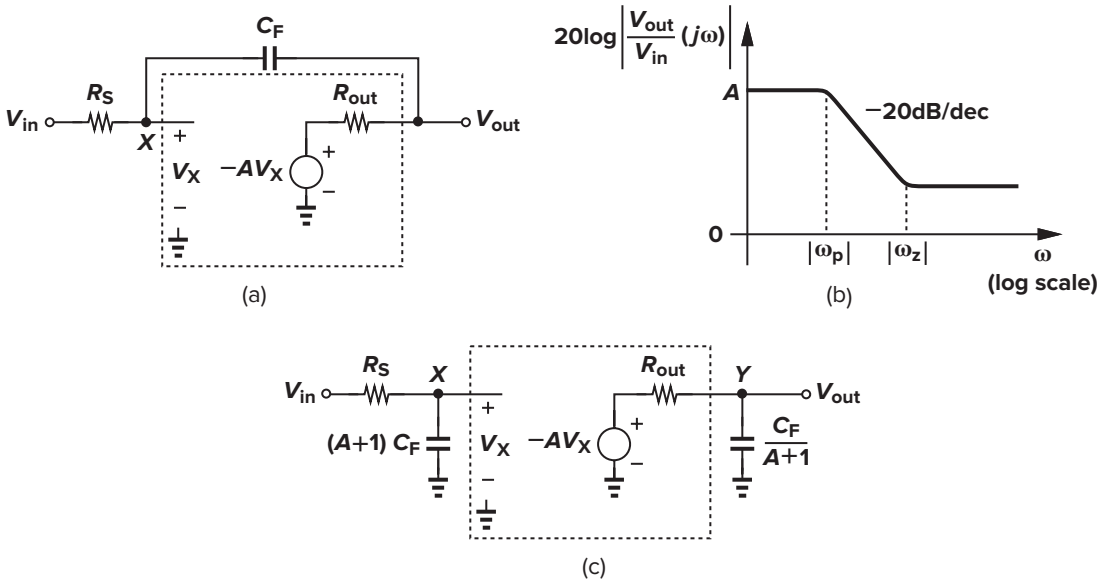 C_F
R_S
R_out
V_in
X
V_out
+
V_X
−
−AV_X
+
−
(a)
20log|V_out/V_in (jω)|
A
−20dB/dec
0
|ω_p|
|ω_z|
ω
(log scale)
(b)
R_S
X
R_out
Y
V_in
V_out
(A+1) C_F
+
V_X
−
−AV_X
+
−
C_F
A+1
(c)